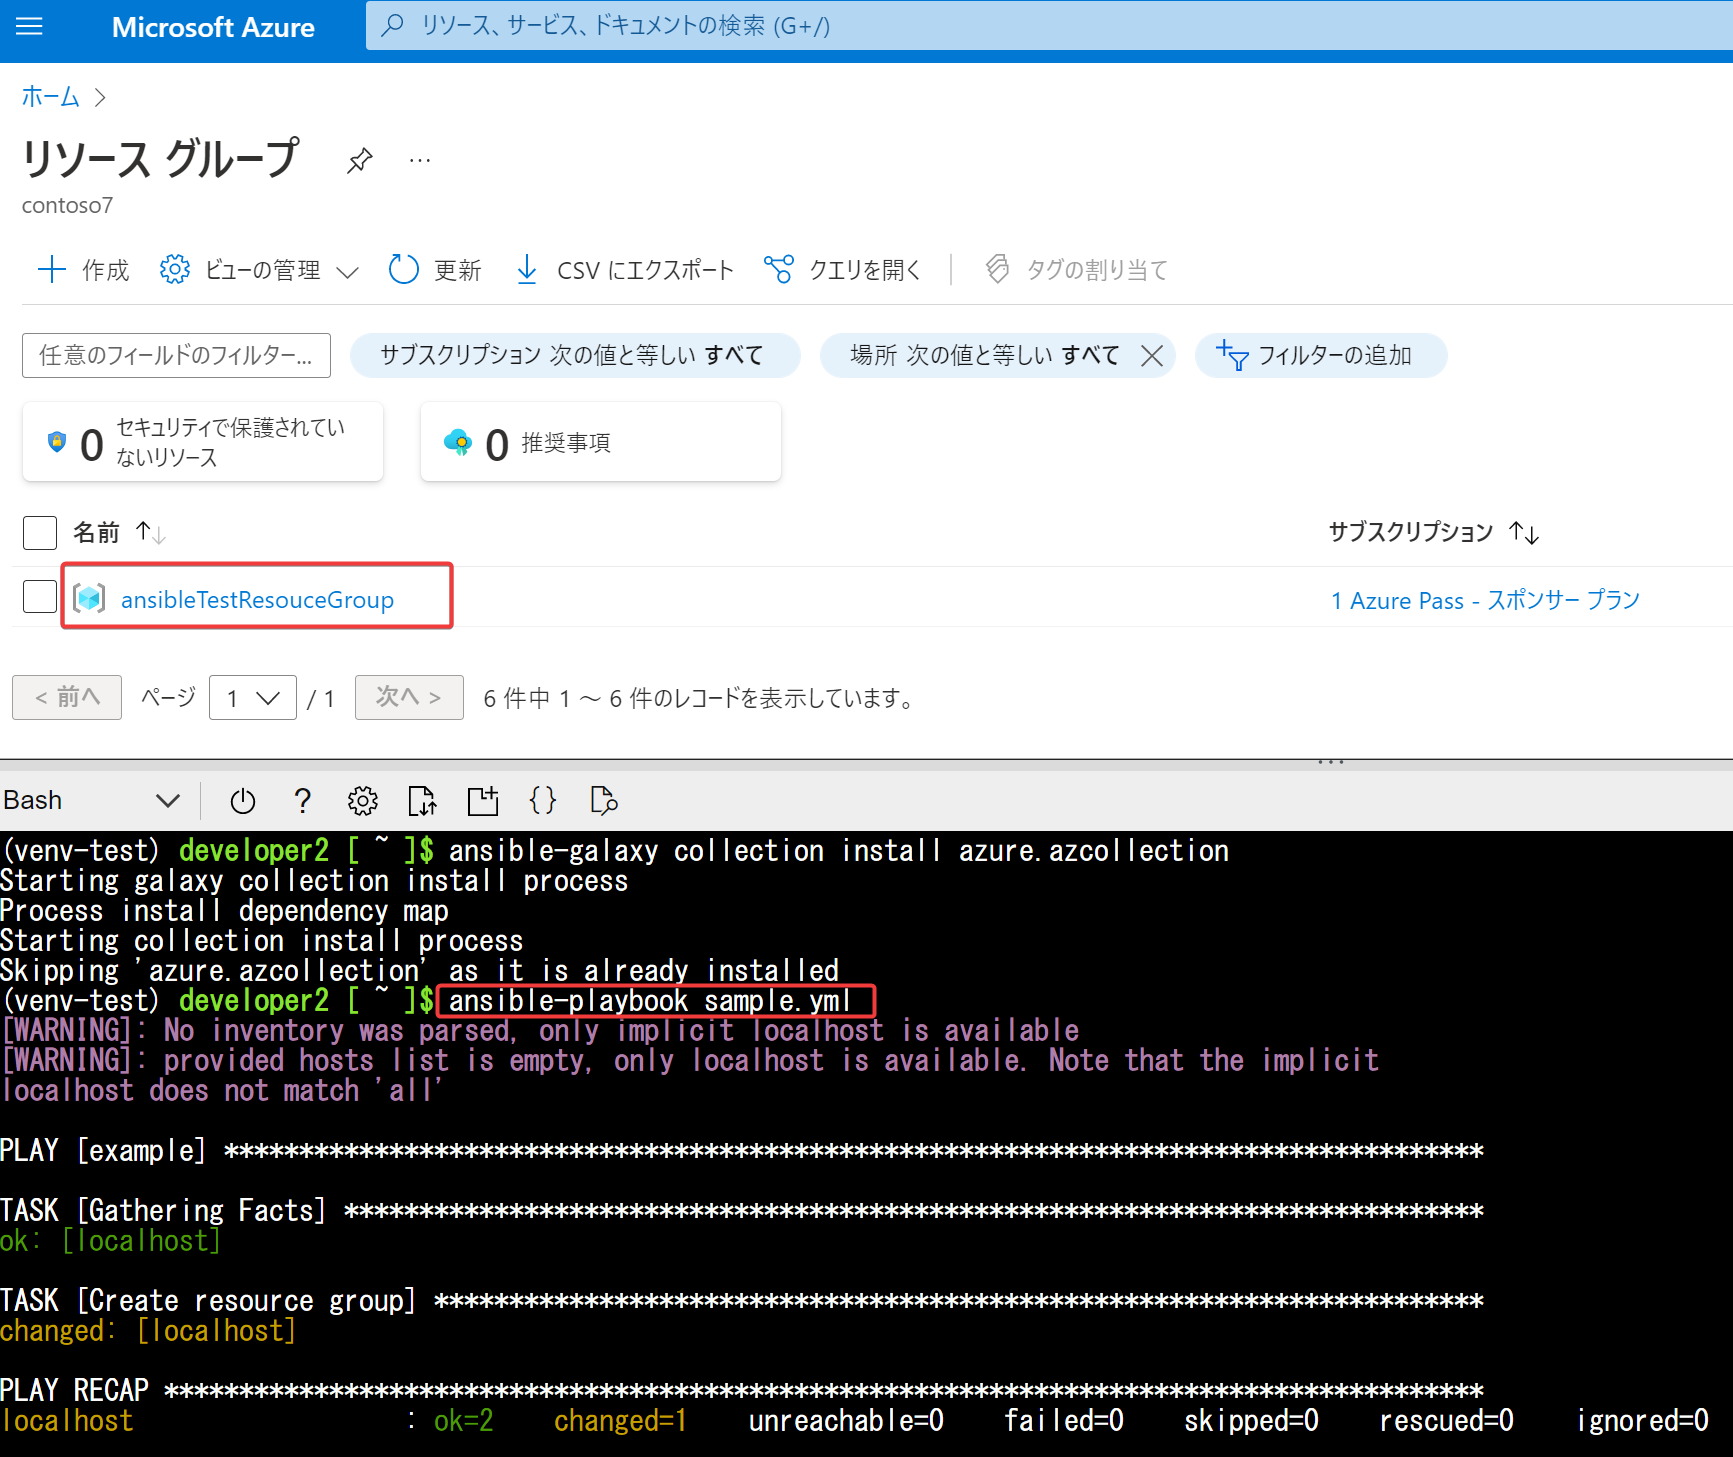 Microsoft Azure
リソース、サービス、ドキュメントの検索 (G+/)
ホーム >
リソース グループ ...
contoso7
作成 ビューの管理 更新 CSV にエクスポート クエリを開く タグの割り当て
任意のフィールドのフィルター... サブスクリプション 次の値と等しい すべて 場所 次の値と等しい すべて フィルターの追加
0 セキュリティで保護されてい
ないリソース
0 推奨事項
名前 ↑↓ サブスクリプション ↑↓
ansibleTestResouceGroup 1 Azure Pass - スポンサー プラン
< 前へ ページ 1 / 1 次へ > 6 件中 1 ～ 6 件のレコードを表示しています。
Bash ? {}
(venv-test) developer2 [ ~ ]$ ansible-galaxy collection install azure.azcollection
Starting galaxy collection install process
Process install dependency map
Starting collection install process
Skipping 'azure.azcollection' as it is already installed
(venv-test) developer2 [ ~ ]$ ansible-playbook sample.yml
[WARNING]: No inventory was parsed, only implicit localhost is available
[WARNING]: provided hosts list is empty, only localhost is available. Note that the implicit
localhost does not match 'all'
PLAY [example] ************************************************************************************
TASK [Gathering Facts] ****************************************************************************
ok: [localhost]
TASK [Create resource group] **********************************************************************
changed: [localhost]
PLAY RECAP ****************************************************************************************
localhost : ok=2 changed=1 unreachable=0 failed=0 skipped=0 rescued=0 ignored=0